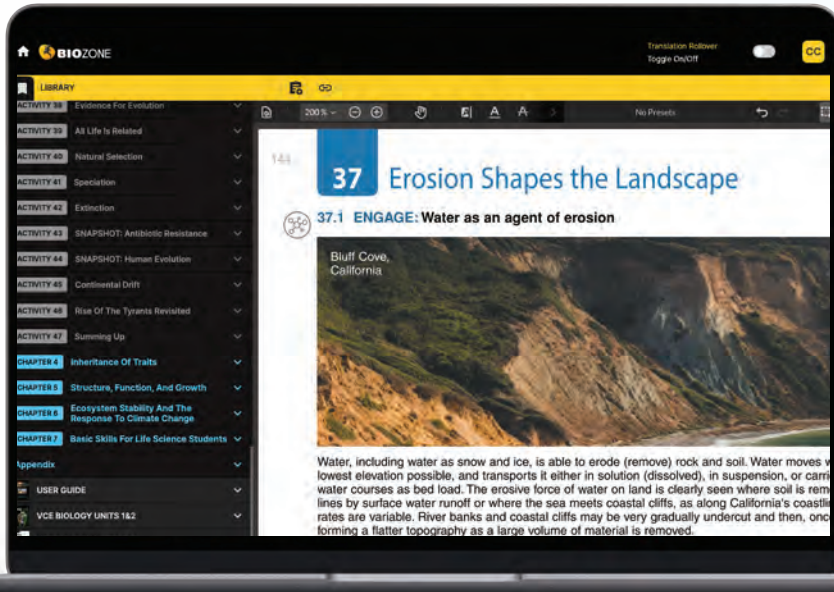 BIOZONE
Translation Rollover
Toggle On/Off
CC
LIBRARY
ACTIVITY 38 Evidence For Evolution
ACTIVITY 39 All Life Is Related
ACTIVITY 40 Natural Selection
ACTIVITY 41 Speciation
ACTIVITY 42 Extinction
ACTIVITY 43 SNAPSHOT: Antibiotic Resistance
ACTIVITY 44 SNAPSHOT: Human Evolution
ACTIVITY 45 Continental Drift
ACTIVITY 46 Rise Of The Tyrants Revisited
ACTIVITY 47 Summing Up
CHAPTER 4 Inheritance Of Traits
CHAPTER 5 Structure, Function, And Growth
CHAPTER 6 Ecosystem Stability And The
Response To Climate Change
CHAPTER 7 Basic Skills For Life Science Students
Appendix
USER GUIDE
VCE BIOLOGY UNITS 1&2
200 %
A
A
No Presets
144
37 Erosion Shapes the Landscape
37.1 ENGAGE: Water as an agent of erosion
Bluff Cove,
California
Water, including water as snow and ice, is able to erode (remove) rock and soil. Water moves
lowest elevation possible, and transports it either in solution (dissolved), in suspension, or carri
water courses as bed load. The erosive force of water on land is clearly seen where soil is rem
lines by surface water runoff or where the sea meets coastal cliffs, as along California's coastli
rates are variable. River banks and coastal cliffs may be very gradually undercut and then, onc
forming a flatter topography as a large volume of material is removed.